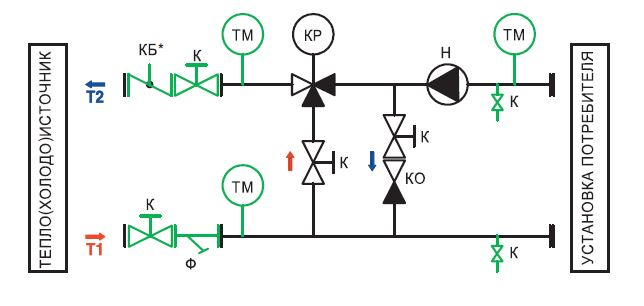 ТЕПЛО(ХОЛОДО)ИСТОЧНИК
КБ*
К
ТМ
КР
Н
ТМ
Т2
К
К
К
КО
К
ТМ
Т1
Ф
К
УСТАНОВКА ПОТРЕБИТЕЛЯ